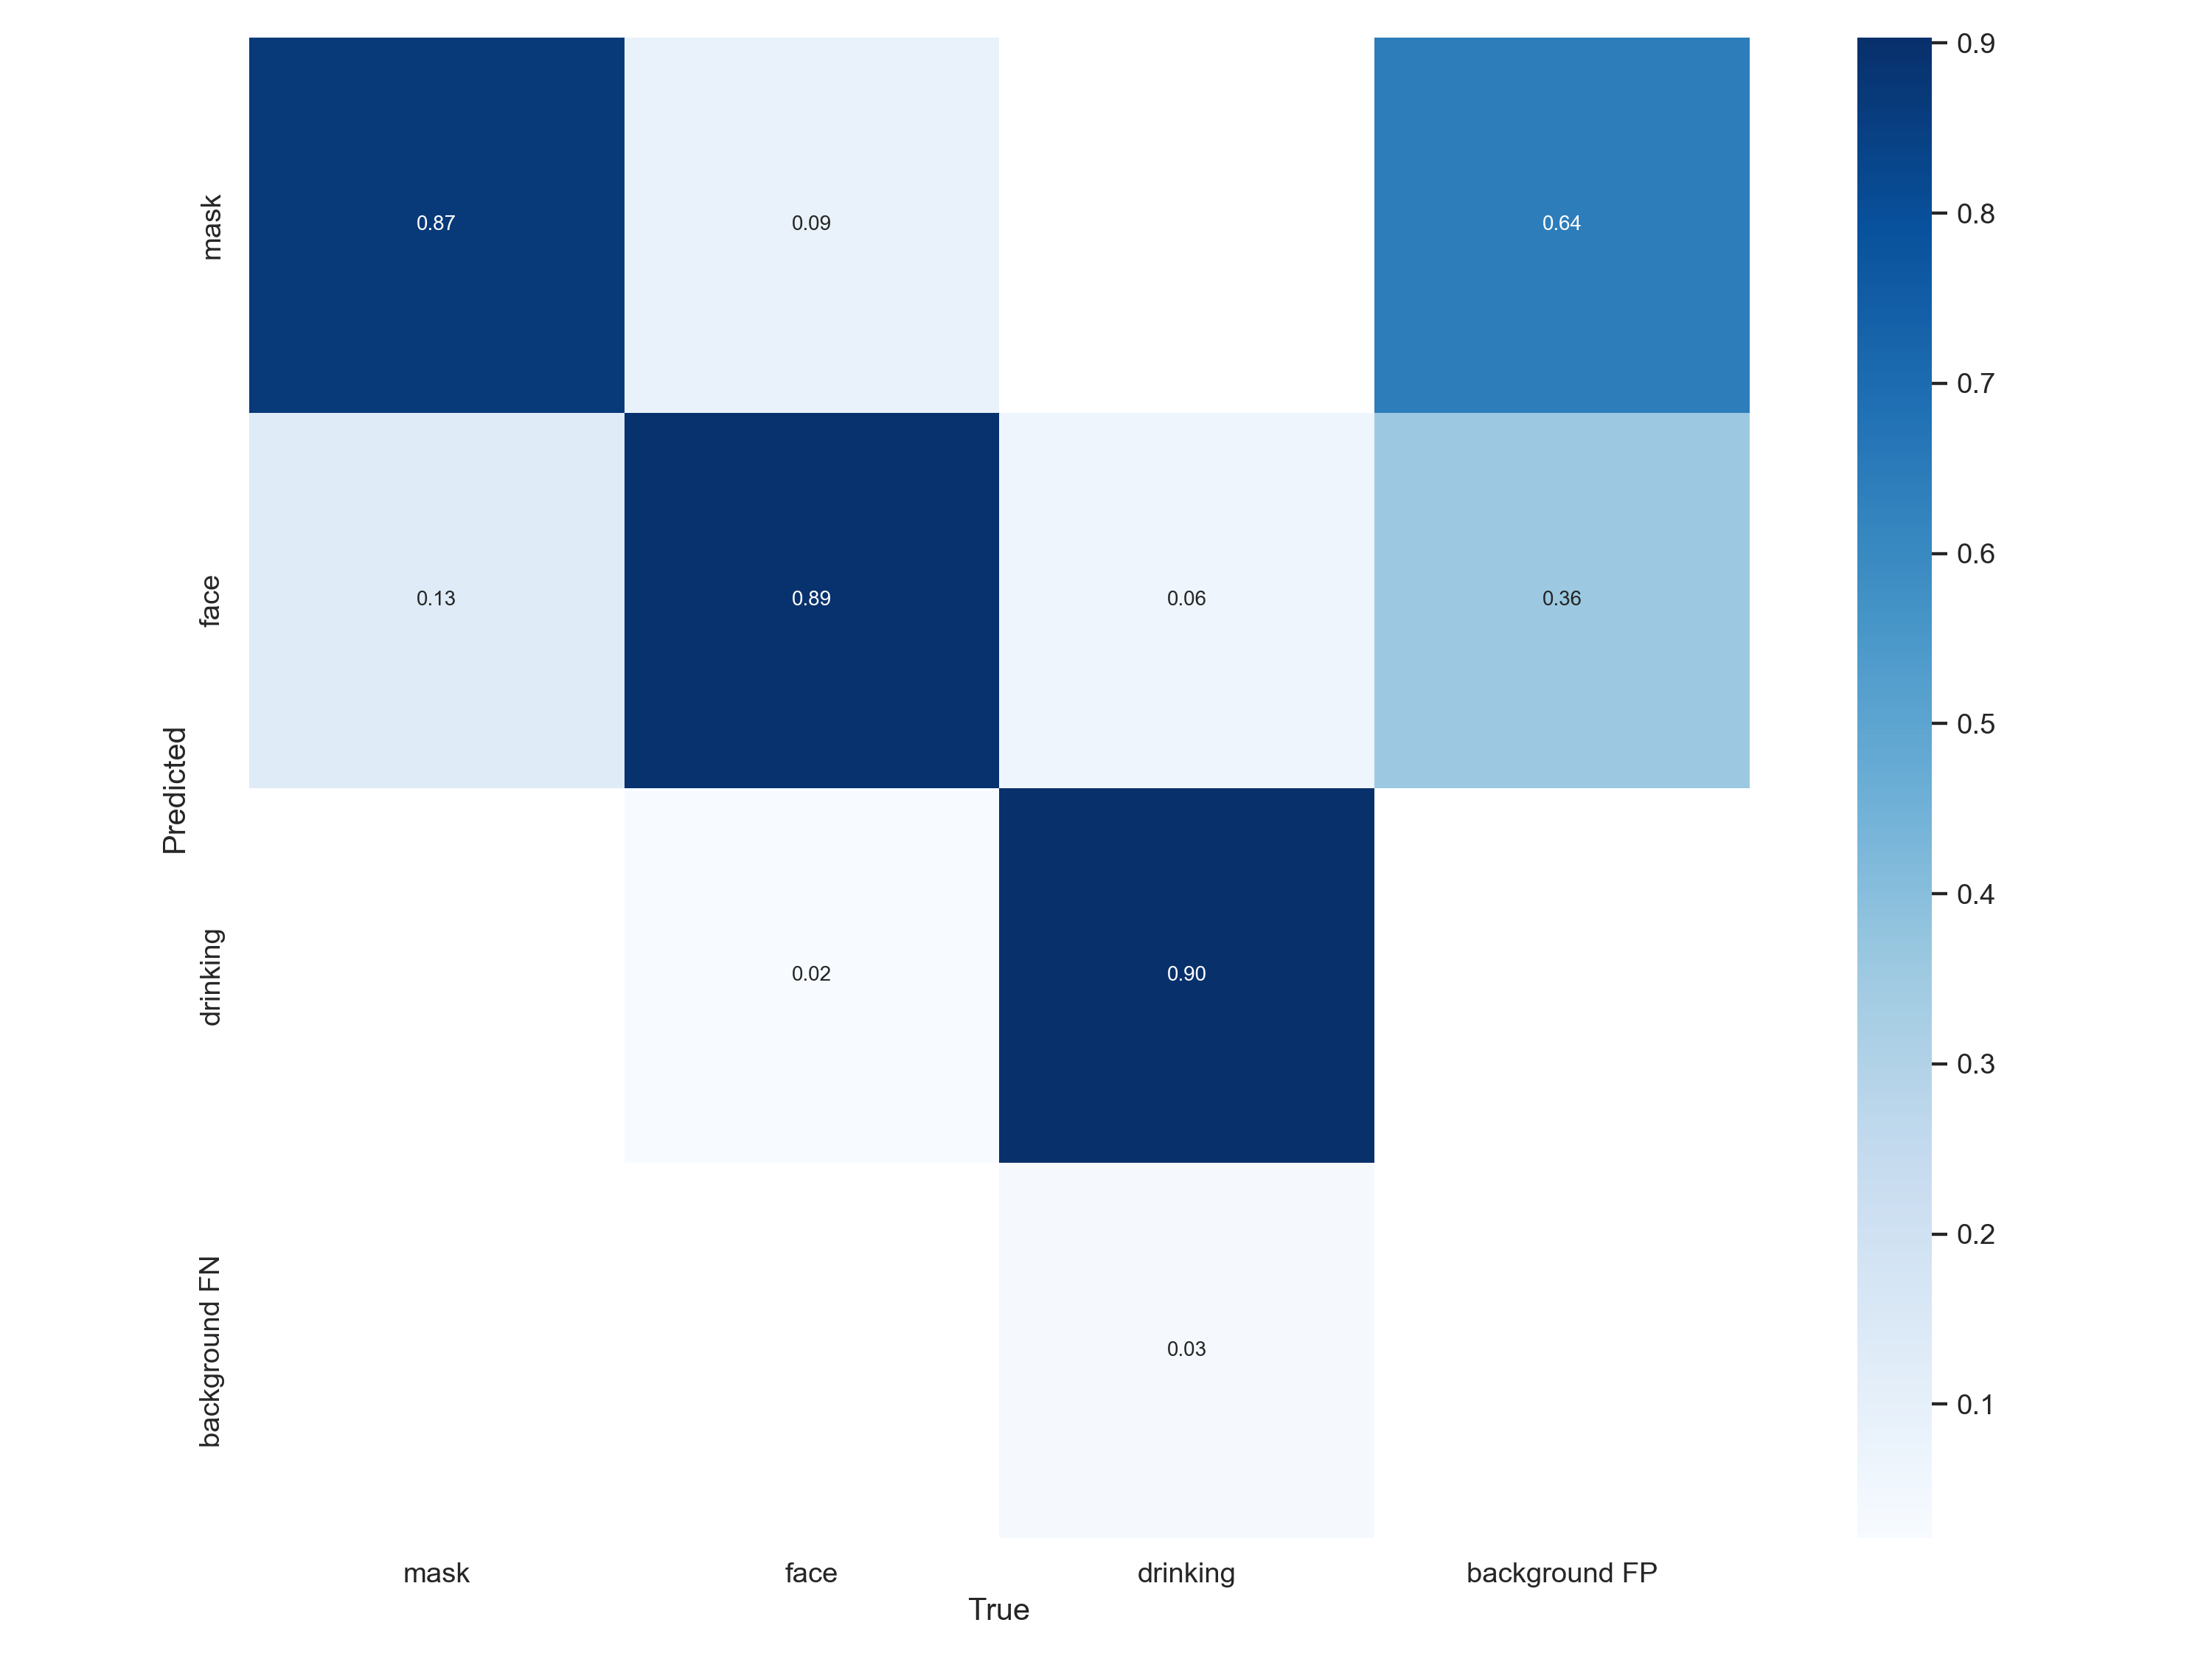 0.9
mask 0.87 0.09 0.64
0.8
0.7
face 0.13 0.89 0.06 0.36
0.6
0.5
Predicted
0.4
drinking 0.02 0.90
0.3
0.2
background FN 0.03
0.1
mask face drinking background FP
True